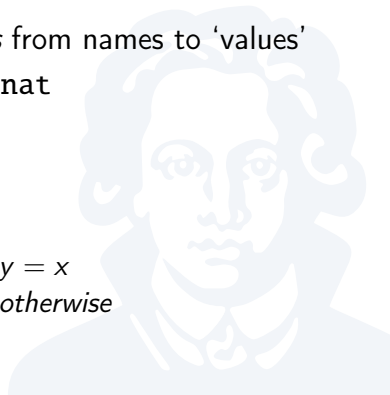 s from names to ‘values’
nat
y = x
otherwise